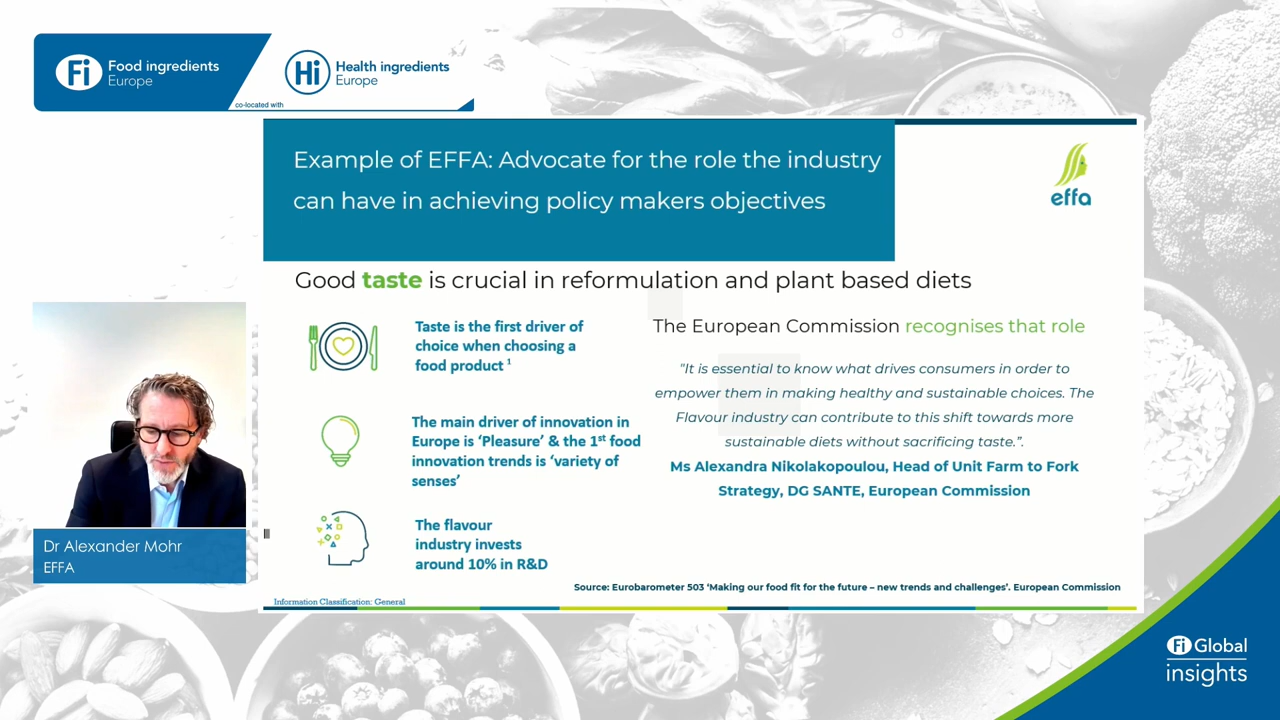 Fi Food ingredients
Europe
co-located with
Hi Health ingredients
Europe
Example of EFFA: Advocate for the role the industry
can have in achieving policy makers objectives
effa
Good taste is crucial in reformulation and plant based diets
Taste is the first driver of
choice when choosing a
food product ¹
The main driver of innovation in
Europe is ‘Pleasure’ & the 1st food
innovation trends is ‘variety of
senses’
The flavour
industry invests
around 10% in R&D
The European Commission recognises that role
“It is essential to know what drives consumers in order to
empower them in making healthy and sustainable choices. The
Flavour industry can contribute to this shift towards more
sustainable diets without sacrificing taste.”.
Ms Alexandra Nikolakopoulou, Head of Unit Farm to Fork
Strategy, DG SANTE, European Commission
Source: Eurobarometer 503 ‘Making our food fit for the future – new trends and challenges’. European Commission
Information Classification: General
Dr Alexander Mohr
EFFA
Fi Global
insights